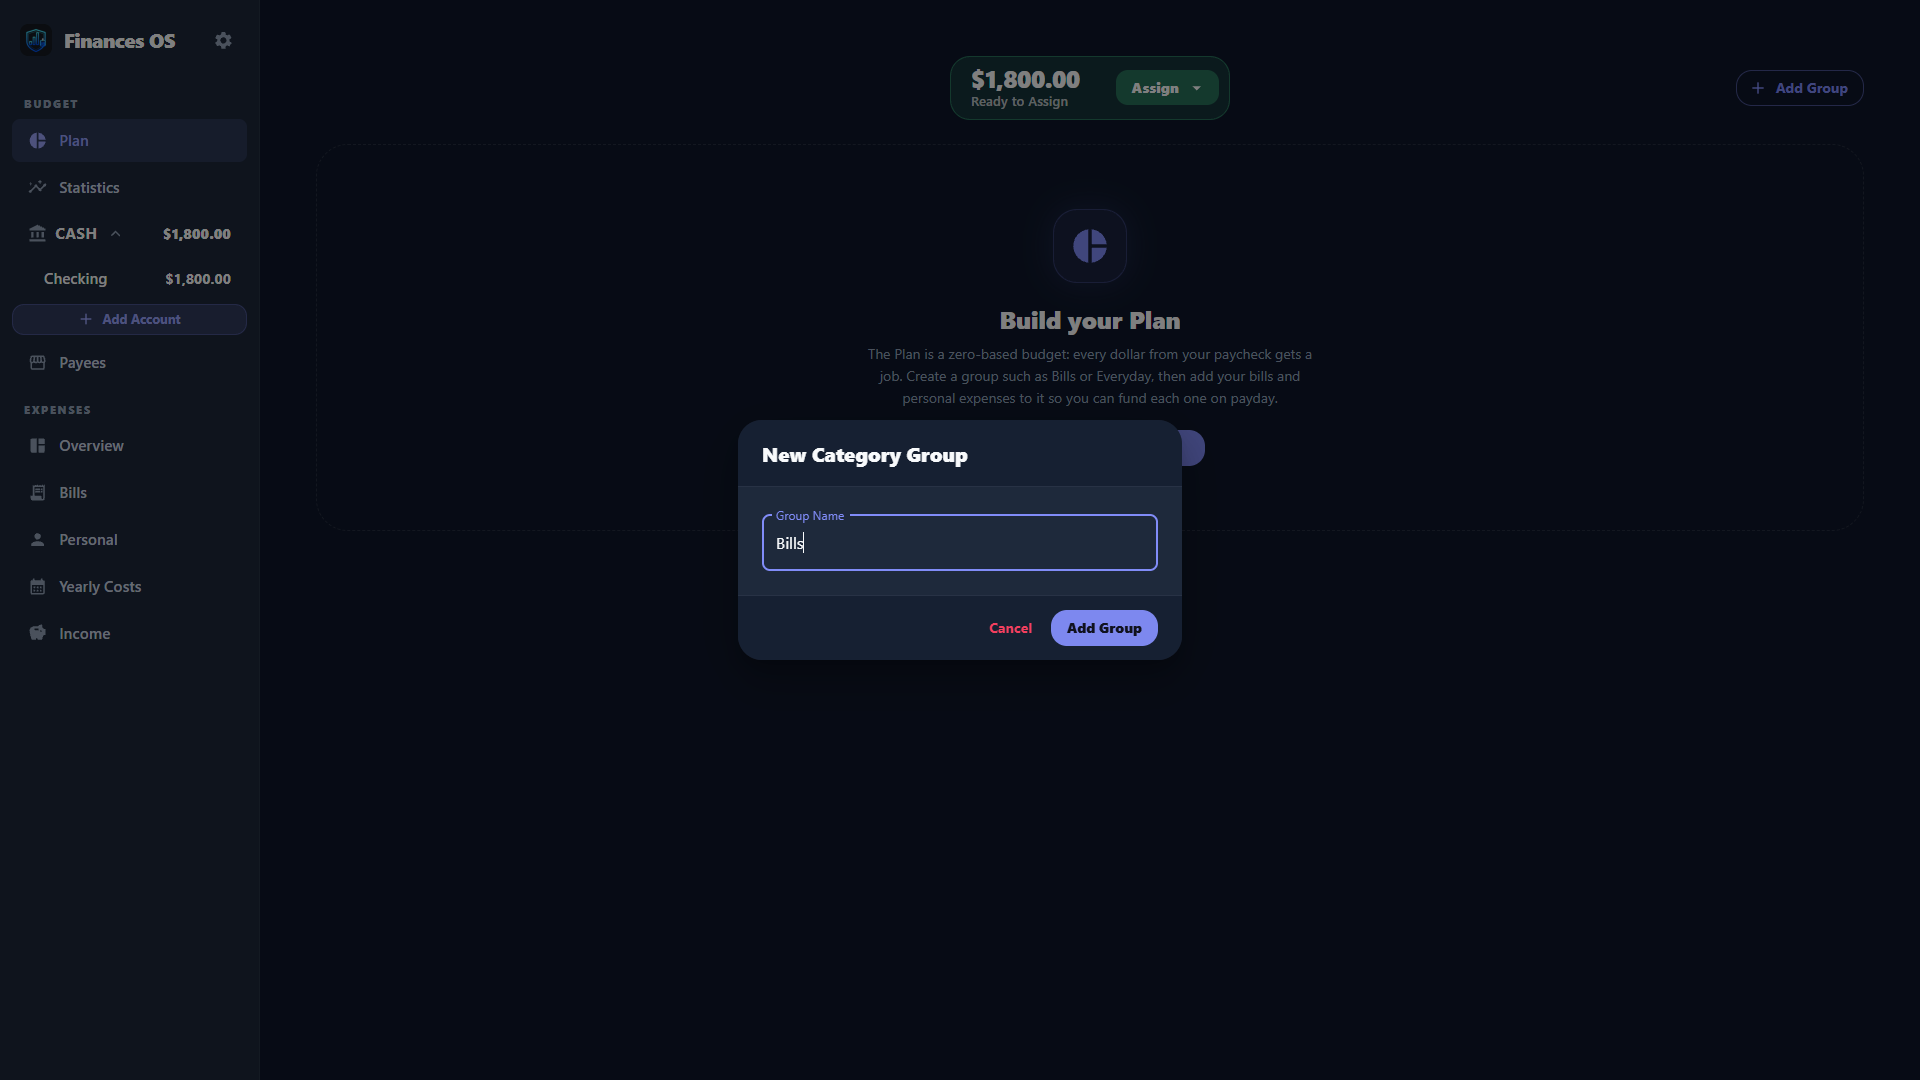 Finances OS
BUDGET
Plan
Statistics
CASH $1,800.00
Checking $1,800.00
Add Account
Payees
EXPENSES
Overview
Bills
Personal
Yearly Costs
Income
$1,800.00
Ready to Assign
Assign
Add Group
Build your Plan
The Plan is a zero-based budget: every dollar from your paycheck gets a
job. Create a group such as Bills or Everyday, then add your bills and
personal expenses to it so you can fund each one on payday.
New Category Group
Group Name
Bills
Cancel
Add Group